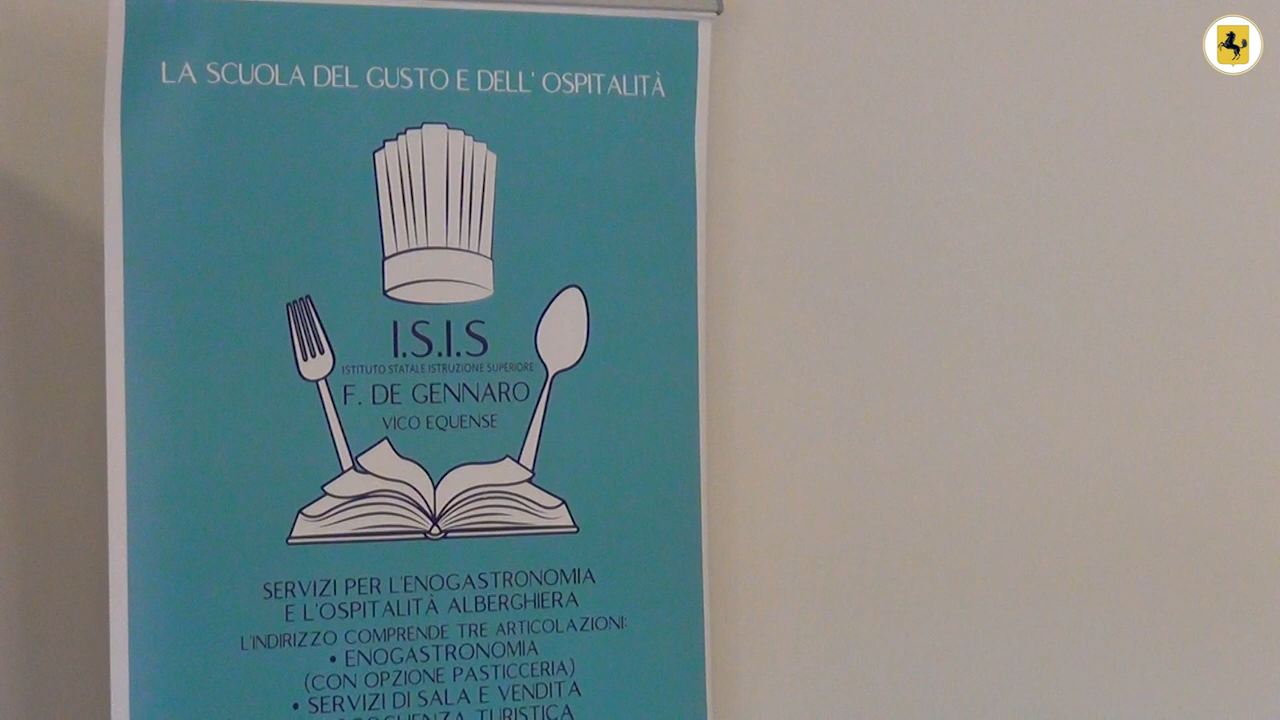 LA SCUOLA DEL GUSTO E DELL' OSPITALITÀ
I.S.I.S
ISTITUTO STATALE ISTRUZIONE SUPERIORE
F. DE GENNARO
VICO EQUENSE
SERVIZI PER L'ENOGASTRONOMIA
E L'OSPITALITÀ ALBERGHIERA
L'INDIRIZZO COMPRENDE TRE ARTICOLAZIONI:
• ENOGASTRONOMIA
(CON OPZIONE PASTICCERIA)
• SERVIZI DI SALA E VENDITA
TURISTICA